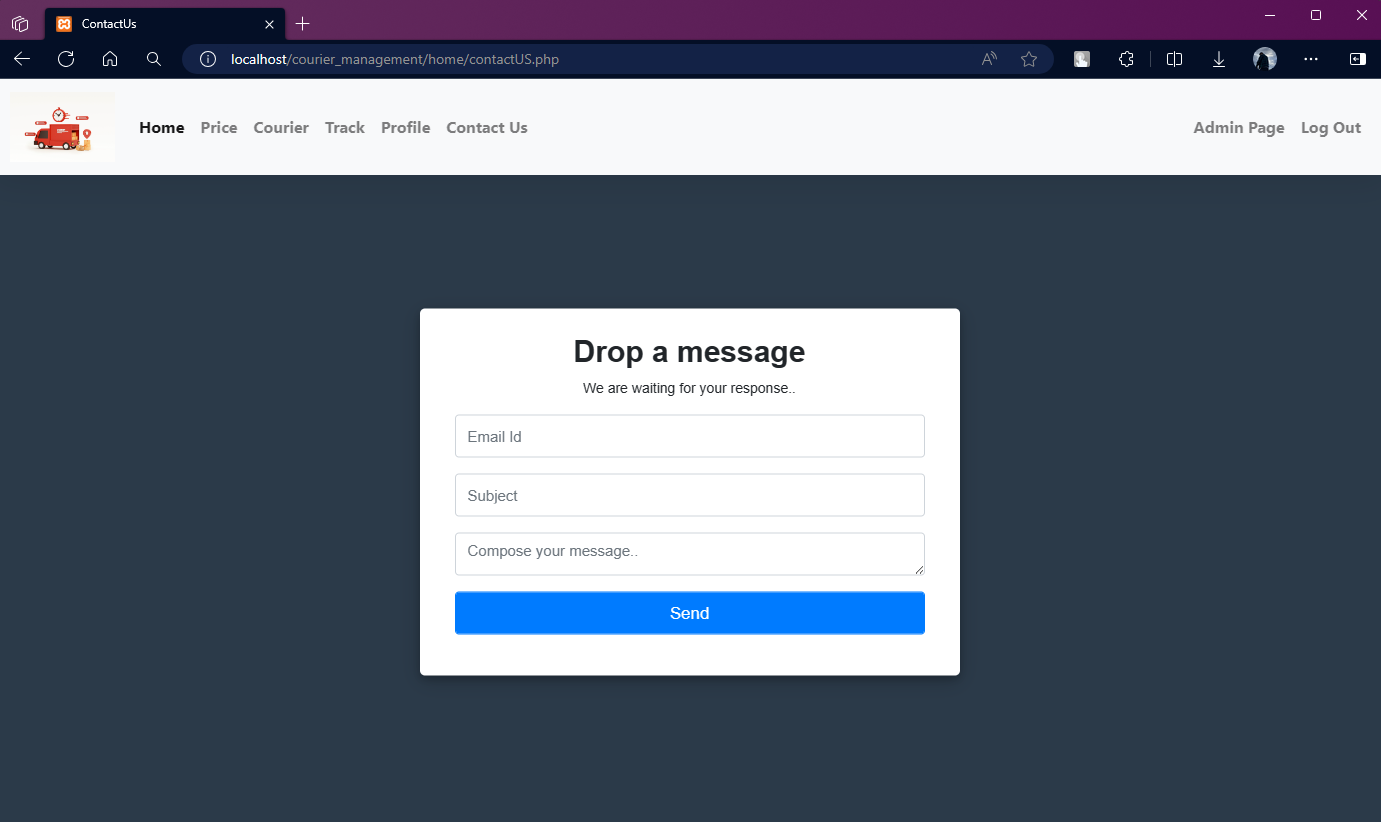 ContactUs
localhost/courier_management/home/contactUS.php
Home Price Courier Track Profile Contact Us Admin Page Log Out
Drop a message
We are waiting for your response..
Email Id
Subject
Compose your message..
Send